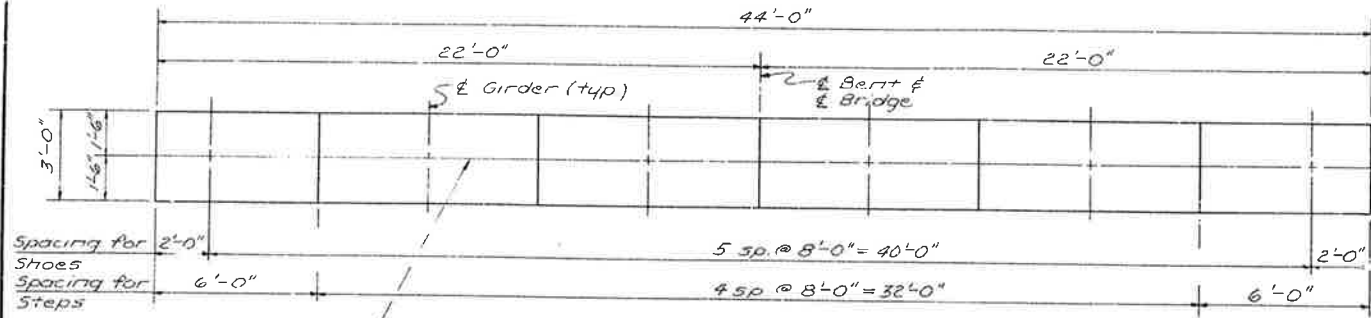 44'-0"
22'-0"
22'-0"
℄ Girder (typ)
℄ Bent &
℄ Bridge
3'-0"
1'-6" 1'-6"
Spacing for 2'-0"
Shoes
5 sp. @ 8'-0" = 40'-0"
2'-0"
Spacing for
Steps
6'-0"
4 sp @ 8'-0" = 32'-0"
6'-0"